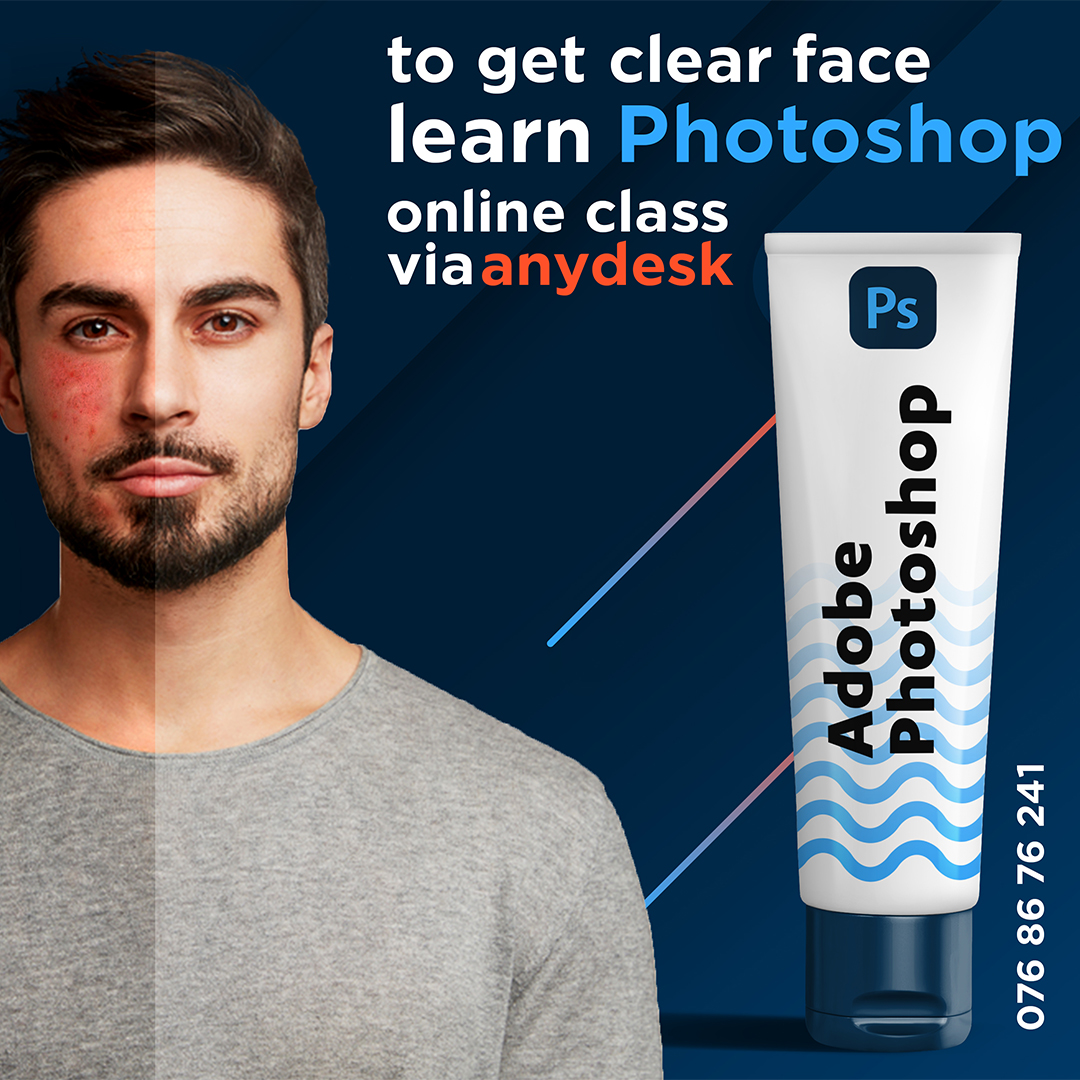 to get clear face
learn Photoshop
online class
via anydesk
Ps
Adobe
Photoshop
076 86 76 241